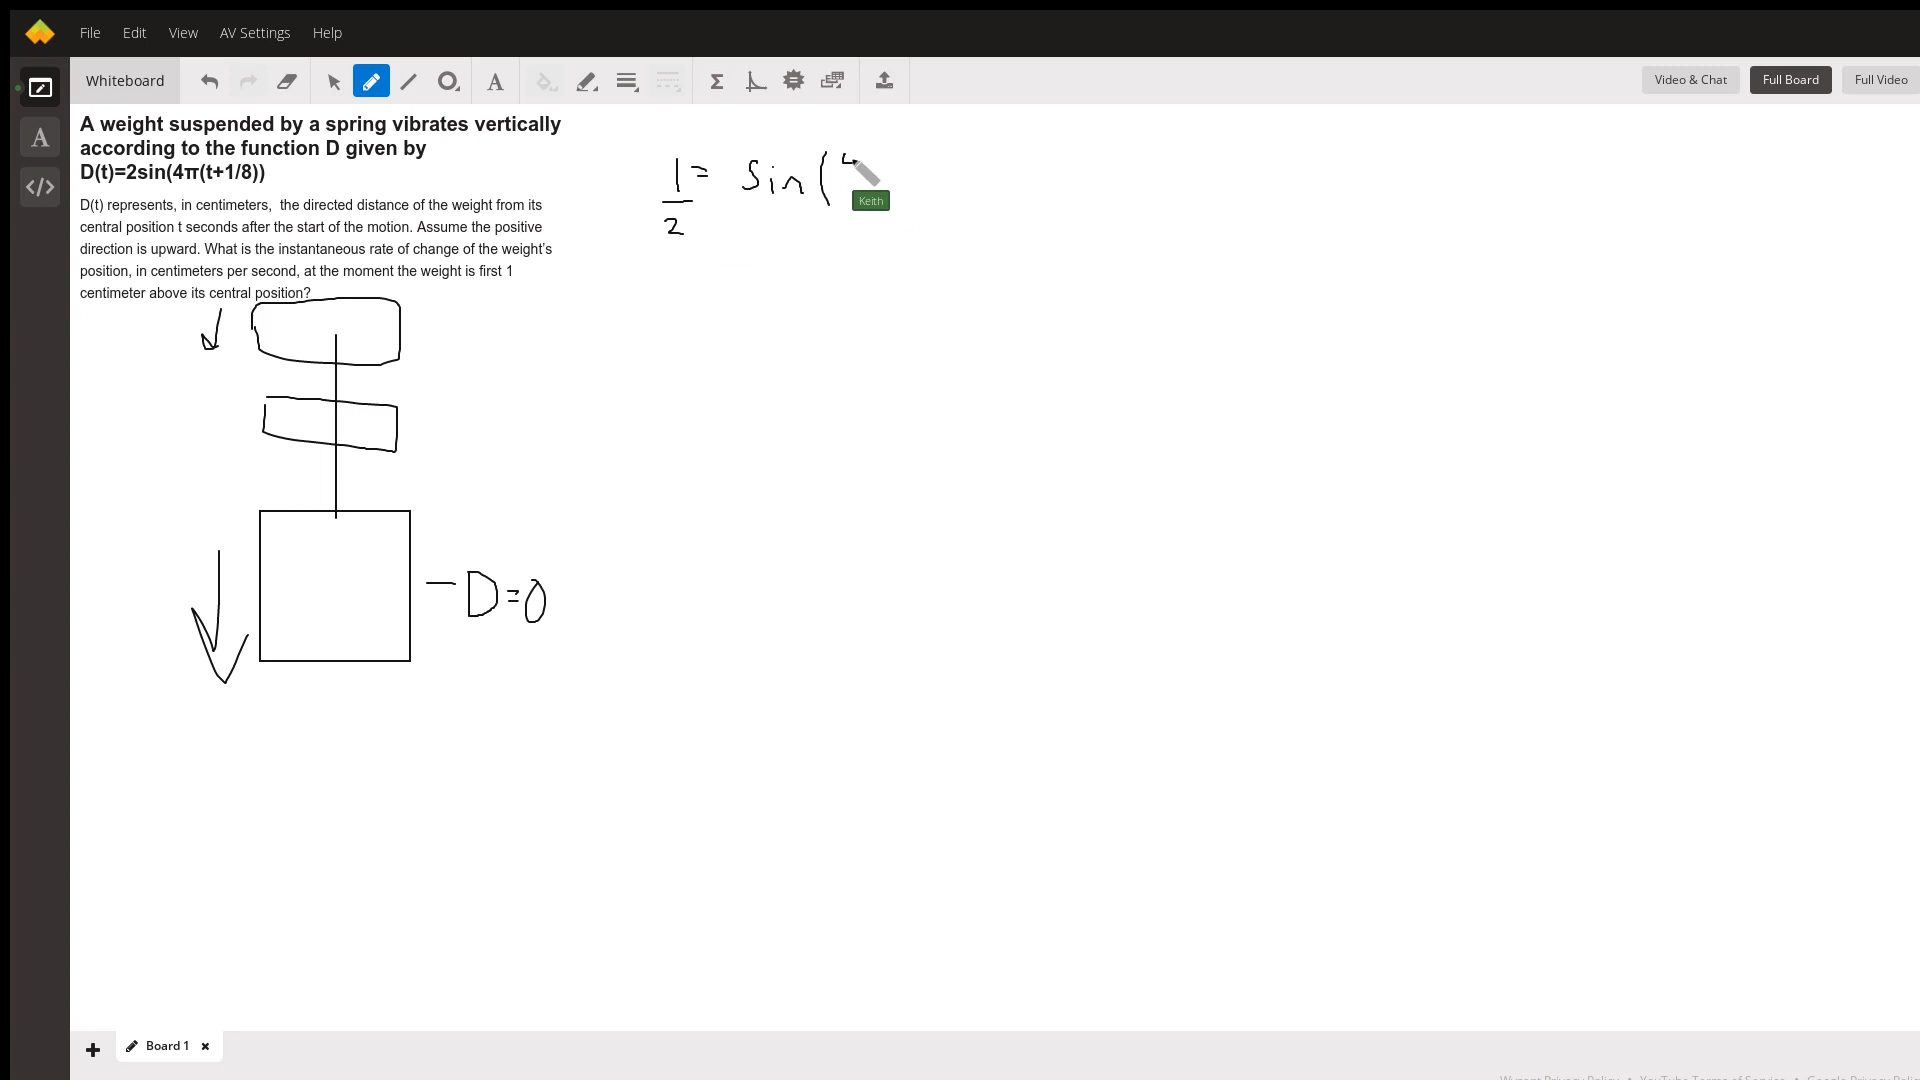 File Edit View AV Settings Help
Whiteboard
A
Σ
Video & Chat Full Board Full Video
A
A weight suspended by a spring vibrates vertically
according to the function D given by
D(t)=2sin(4π(t+1/8))
D(t) represents, in centimeters, the directed distance of the weight from its
central position t seconds after the start of the motion. Assume the positive
direction is upward. What is the instantaneous rate of change of the weight's
position, in centimeters per second, at the moment the weight is first 1
centimeter above its central position?
1 = sin(
2
Keith
D=0
Board 1